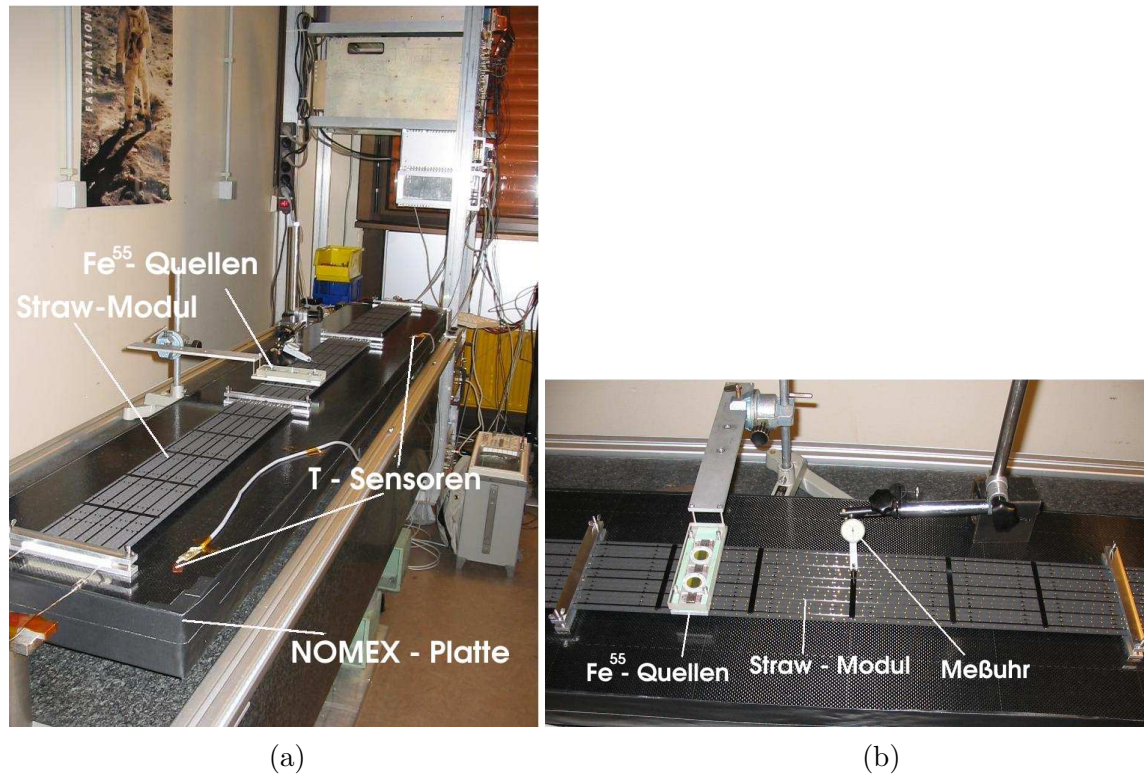 FASZINATION
Fe55- Quellen
Straw-Modul
T - Sensoren
NOMEX - Platte
(a)
Fe55- Quellen
Straw - Modul
Meßuhr
(b)